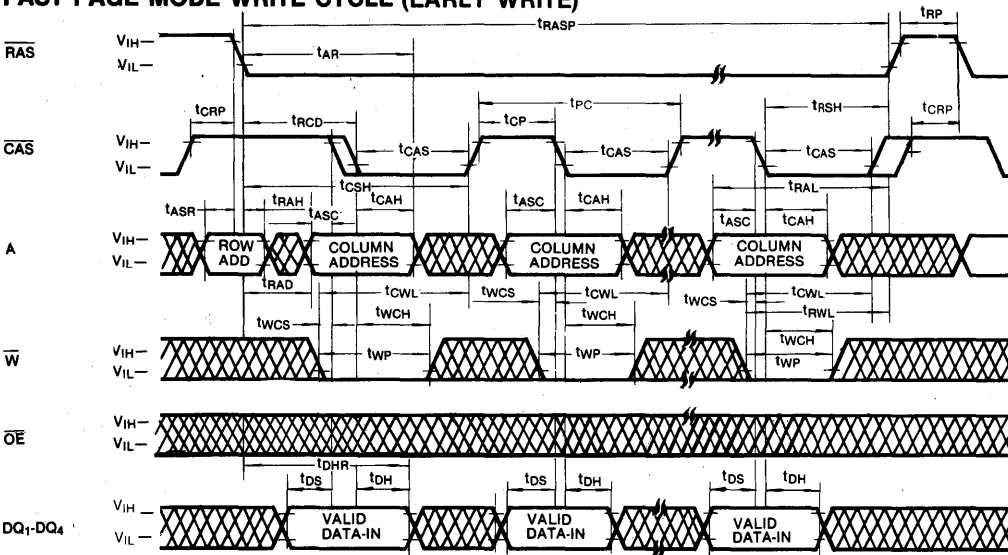 FAST PAGE MODE WRITE CYCLE (EARLY WRITE)
tRASP
tRP
RAS
VIH—
VIL—
tAR
tCRP
tRCD
tPC
tCP
tRSH
tCRP
CAS
VIH—
VIL—
tCAS
tCAS
tCAS
tCSH
tRAL
tASR
tRAH
tASC
tCAH
tASC
tCAH
tASC
tCAH
A
VIH—
VIL—
ROW ADD
COLUMN ADDRESS
COLUMN ADDRESS
COLUMN ADDRESS
tRAD
tCWL
tWCS
tCWL
tWCS
tCWL
tRWL
tWCS
tWCH
tWCH
tWCH
W
VIH—
VIL—
tWP
tWP
tWP
OE
VIH—
VIL—
tDHR
tDS
tDH
tDS
tDH
tDS
tDH
DQ1-DQ4
VIH—
VIL—
VALID DATA-IN
VALID DATA-IN
VALID DATA-IN